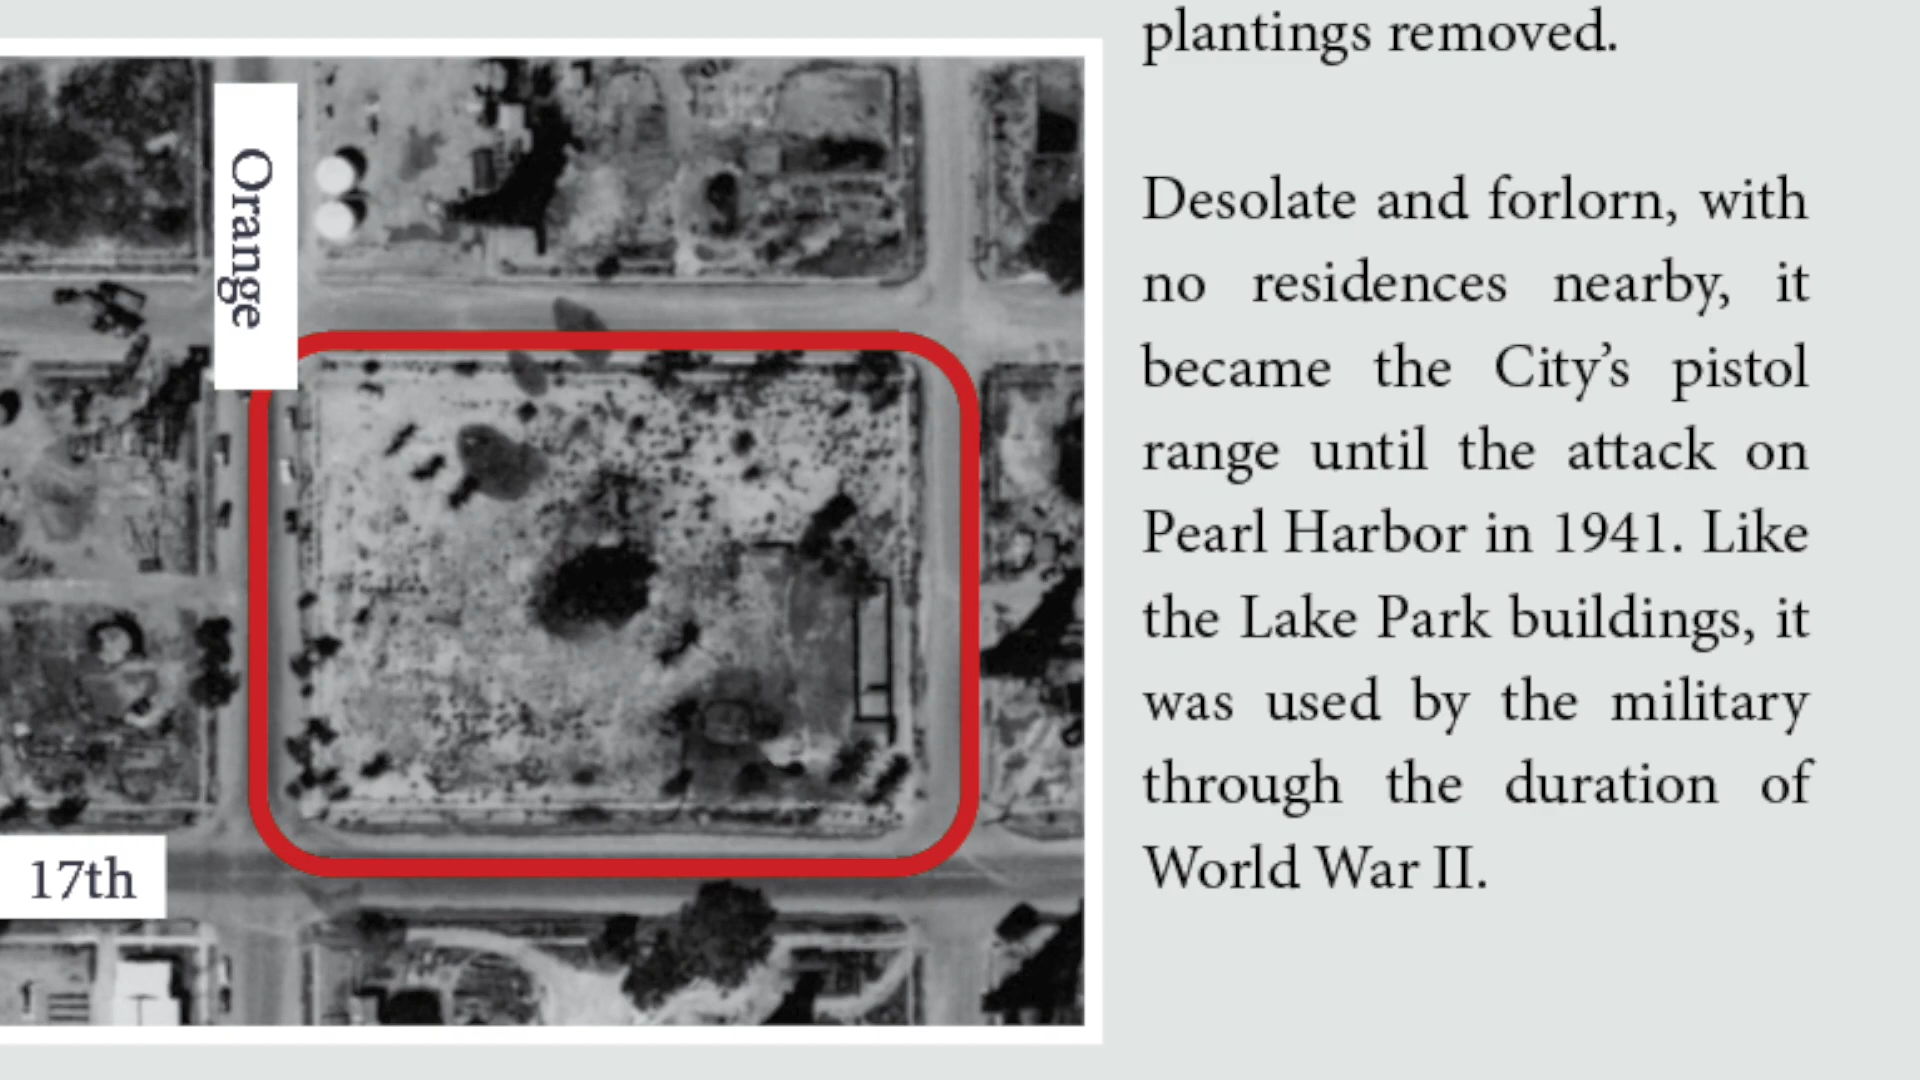 plantings removed.
Desolate and forlorn, with
no residences nearby, it
became the City’s pistol
range until the attack on
Pearl Harbor in 1941. Like
the Lake Park buildings, it
was used by the military
through the duration of
World War II.
Orange
17th